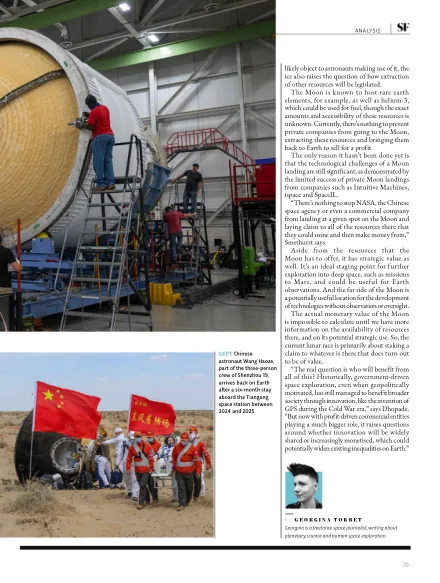 ANALYSIS
SF
likely object to astronauts making use of it, the
ice also raises the question of how extraction
of other resources will be legislated.
The Moon is known to host rare earth
elements, for example, as well as helium-3,
which could be used for fuel, though the exact
amounts and accessibility of these resources is
unknown. Currently, there's nothing to prevent
private companies from going to the Moon,
extracting these resources and bringing them
back to Earth to sell for a profit.
The only reason it hasn't been done yet is
that the technological challenges of a Moon
landing are still significant, as demonstrated by
the limited success of private Moon landings
from companies such as Intuitive Machines,
ispace and SpaceIL.
"There's nothing to stop NASA, the Chinese
space agency or even a commercial company
from landing at a given spot on the Moon and
laying claim to all of the resources there that
they could mine and then make money from,"
Smethurst says.
Aside from the resources that the
Moon has to offer, it has strategic value as
well. It's an ideal staging point for further
exploration into deep space, such as missions
to Mars, and could be useful for Earth
observations. And the far side of the Moon is
a potentially useful location for the development
of technologies without observation or oversight.
The actual monetary value of the Moon
is impossible to calculate until we have more
information on the availability of resources
there, and on its potential strategic use. So, the
current lunar race is primarily about staking a
claim to whatever is there that does turn out
to be of value.
"The real question is who will benefit from
all of this? Historically, government-driven
space exploration, even when geopolitically
motivated, has still managed to benefit broader
society through innovation, like the invention of
GPS during the Cold War era," says Dhopade.
"But now with profit-driven commercial entities
playing a much bigger role, it raises questions
around whether innovation will be widely
shared or increasingly monetised, which could
potentially widen existing inequalities on Earth."
LEFT Chinese
astronaut Wang Haoze,
part of the three-person
crew of Shenzhou 19,
arrives back on Earth
after a six-month stay
aboard the Tiangong
space station between
2024 and 2025
by GEORGINA TORBET
Georgina is a freelance space journalist, writing about
planetary science and human space exploration
35